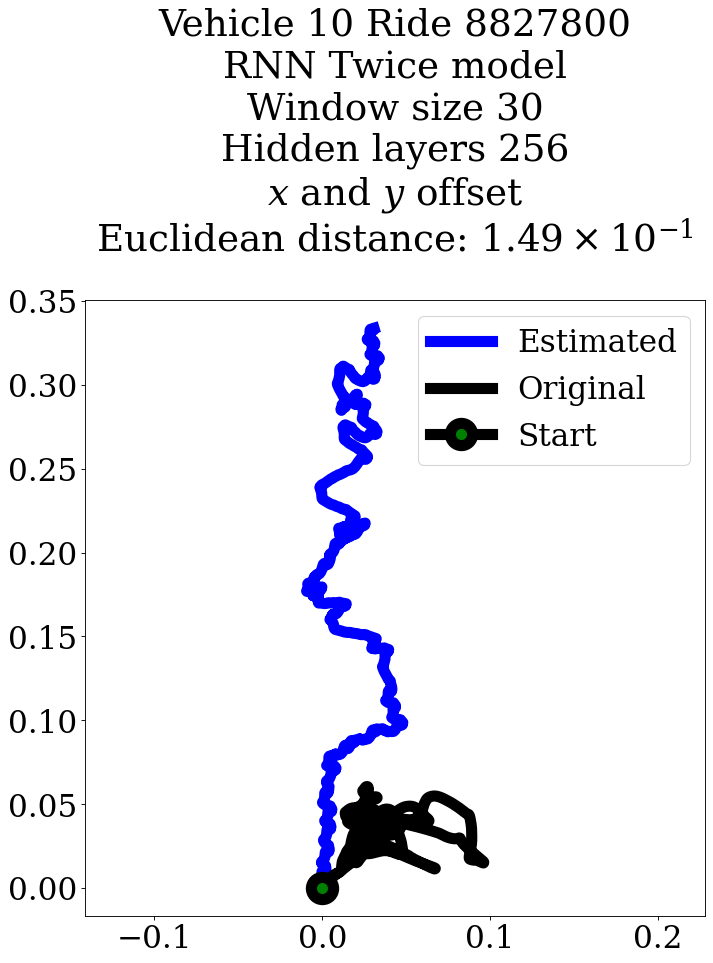 Vehicle 10 Ride 8827800
RNN Twice model
Window size 30
Hidden layers 256
x and y offset
Euclidean distance: 1.49 × 10⁻¹
0.35
0.30
0.25
0.20
0.15
0.10
0.05
0.00
Estimated
Original
Start
−0.1
0.0
0.1
0.2